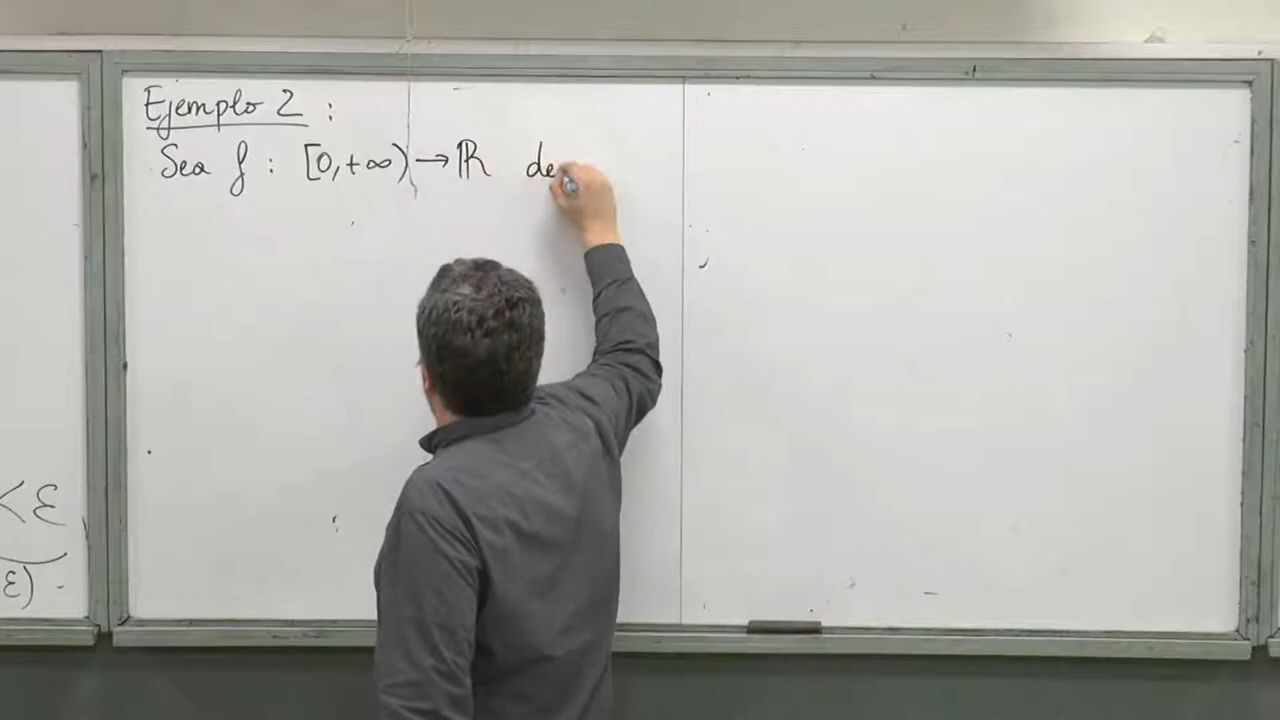 Ejemplo 2 :
Sea f : [0,+∞) → ℝ de
<ε
ε) .